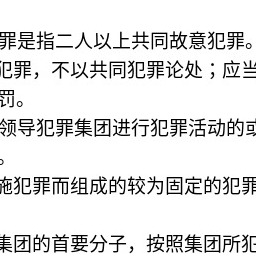 罪是指二人以上共同故意犯罪。
犯罪，不以共同犯罪论处；应当
罚。
领导犯罪集团进行犯罪活动的或
。
施犯罪而组成的较为固定的犯罪
集团的首要分子，按照集团所犯